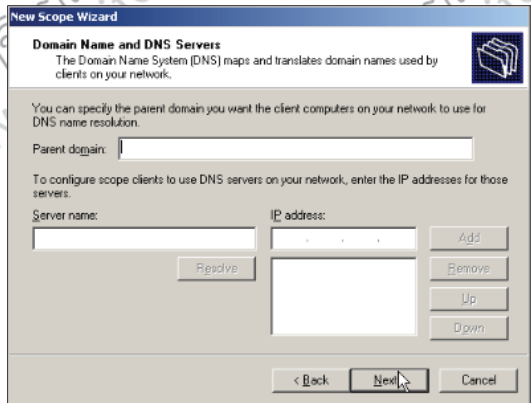 New Scope Wizard
Domain Name and DNS Servers
The Domain Name System (DNS) maps and translates domain names used by
clients on your network.
You can specify the parent domain you want the client computers on your network to use for
DNS name resolution.
Parent domain:
To configure scope clients to use DNS servers on your network, enter the IP addresses for those
servers.
Server name:
IP address:
Add
Resolve
Remove
Up
Down
< Back
Next
Cancel